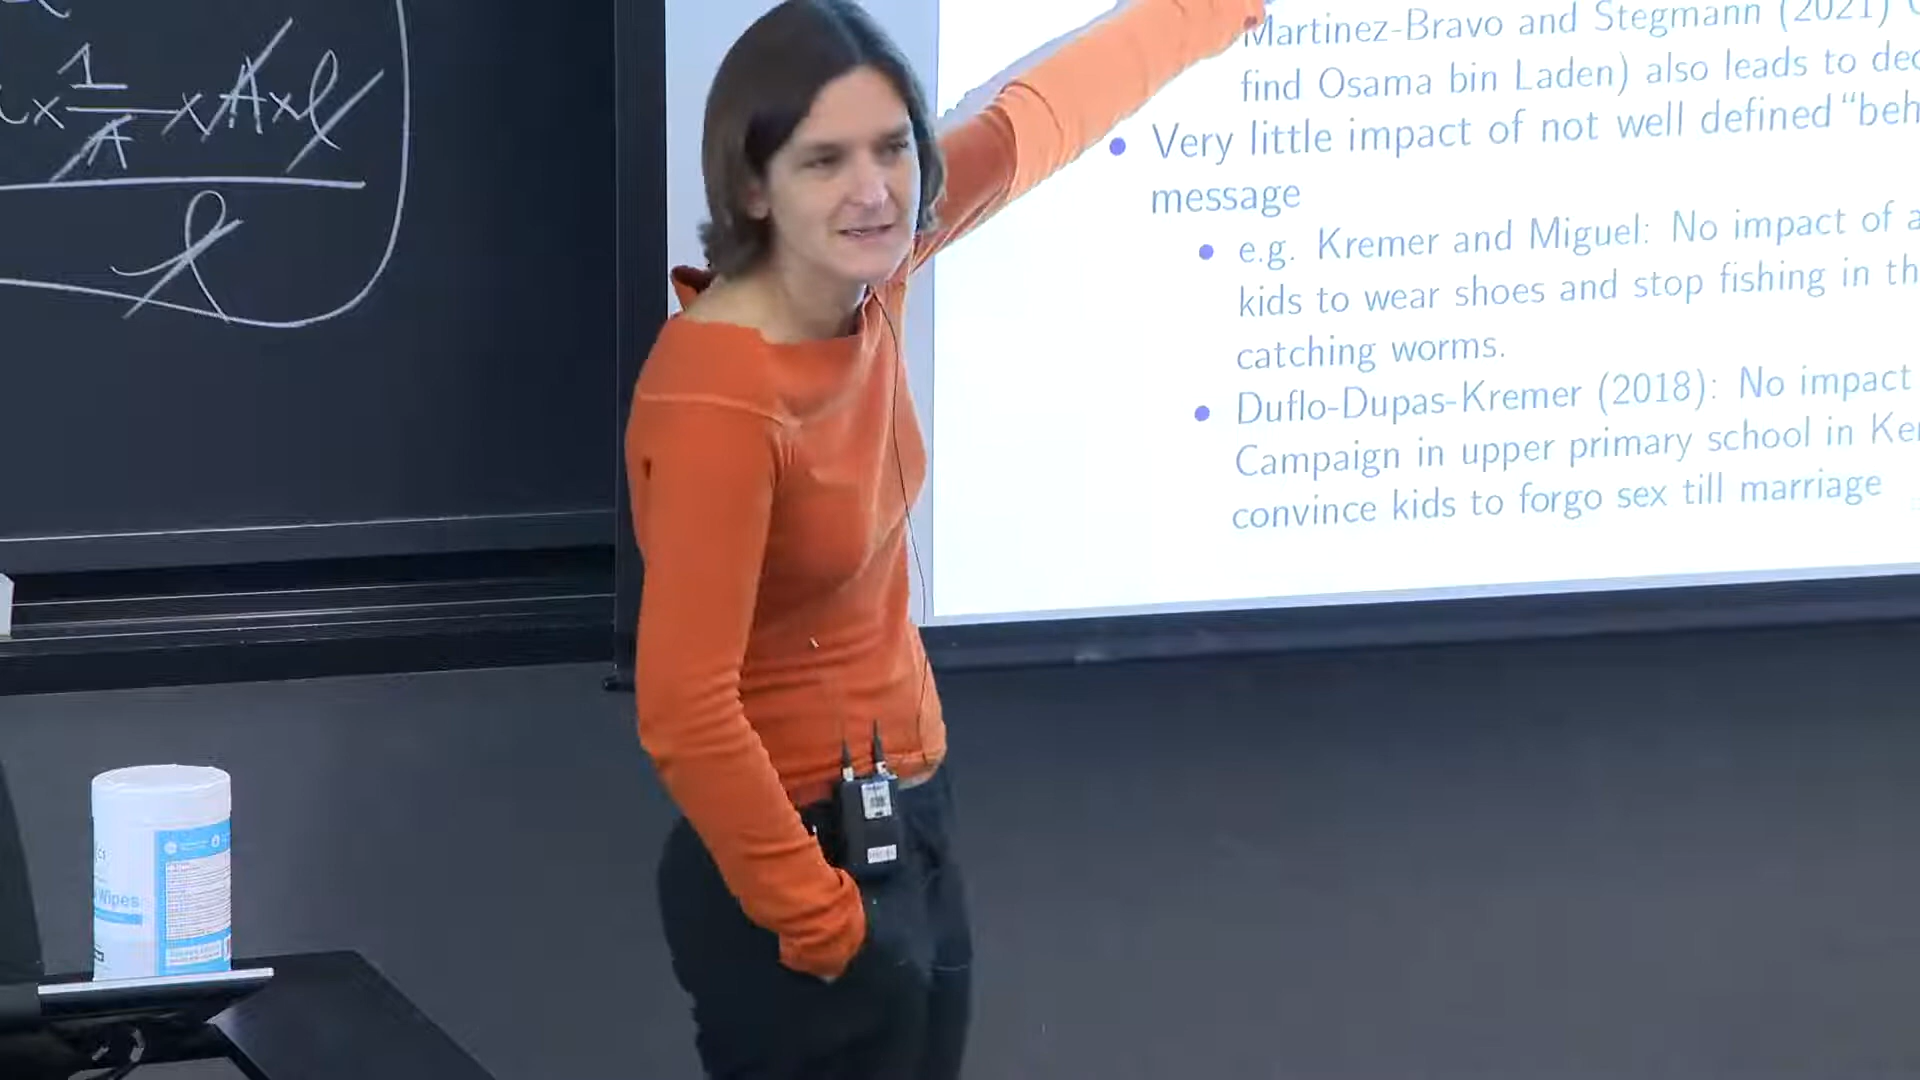 1
x — x A x l
A
l
Martinez-Bravo and Stegmann (2021)
find Osama bin Laden) also leads to dec
Very little impact of not well defined “beh
message
e.g. Kremer and Miguel: No impact of a
kids to wear shoes and stop fishing in th
catching worms.
Duflo-Dupas-Kremer (2018): No impact
Campaign in upper primary school in Ke
convince kids to forgo sex till marriage
Wipes